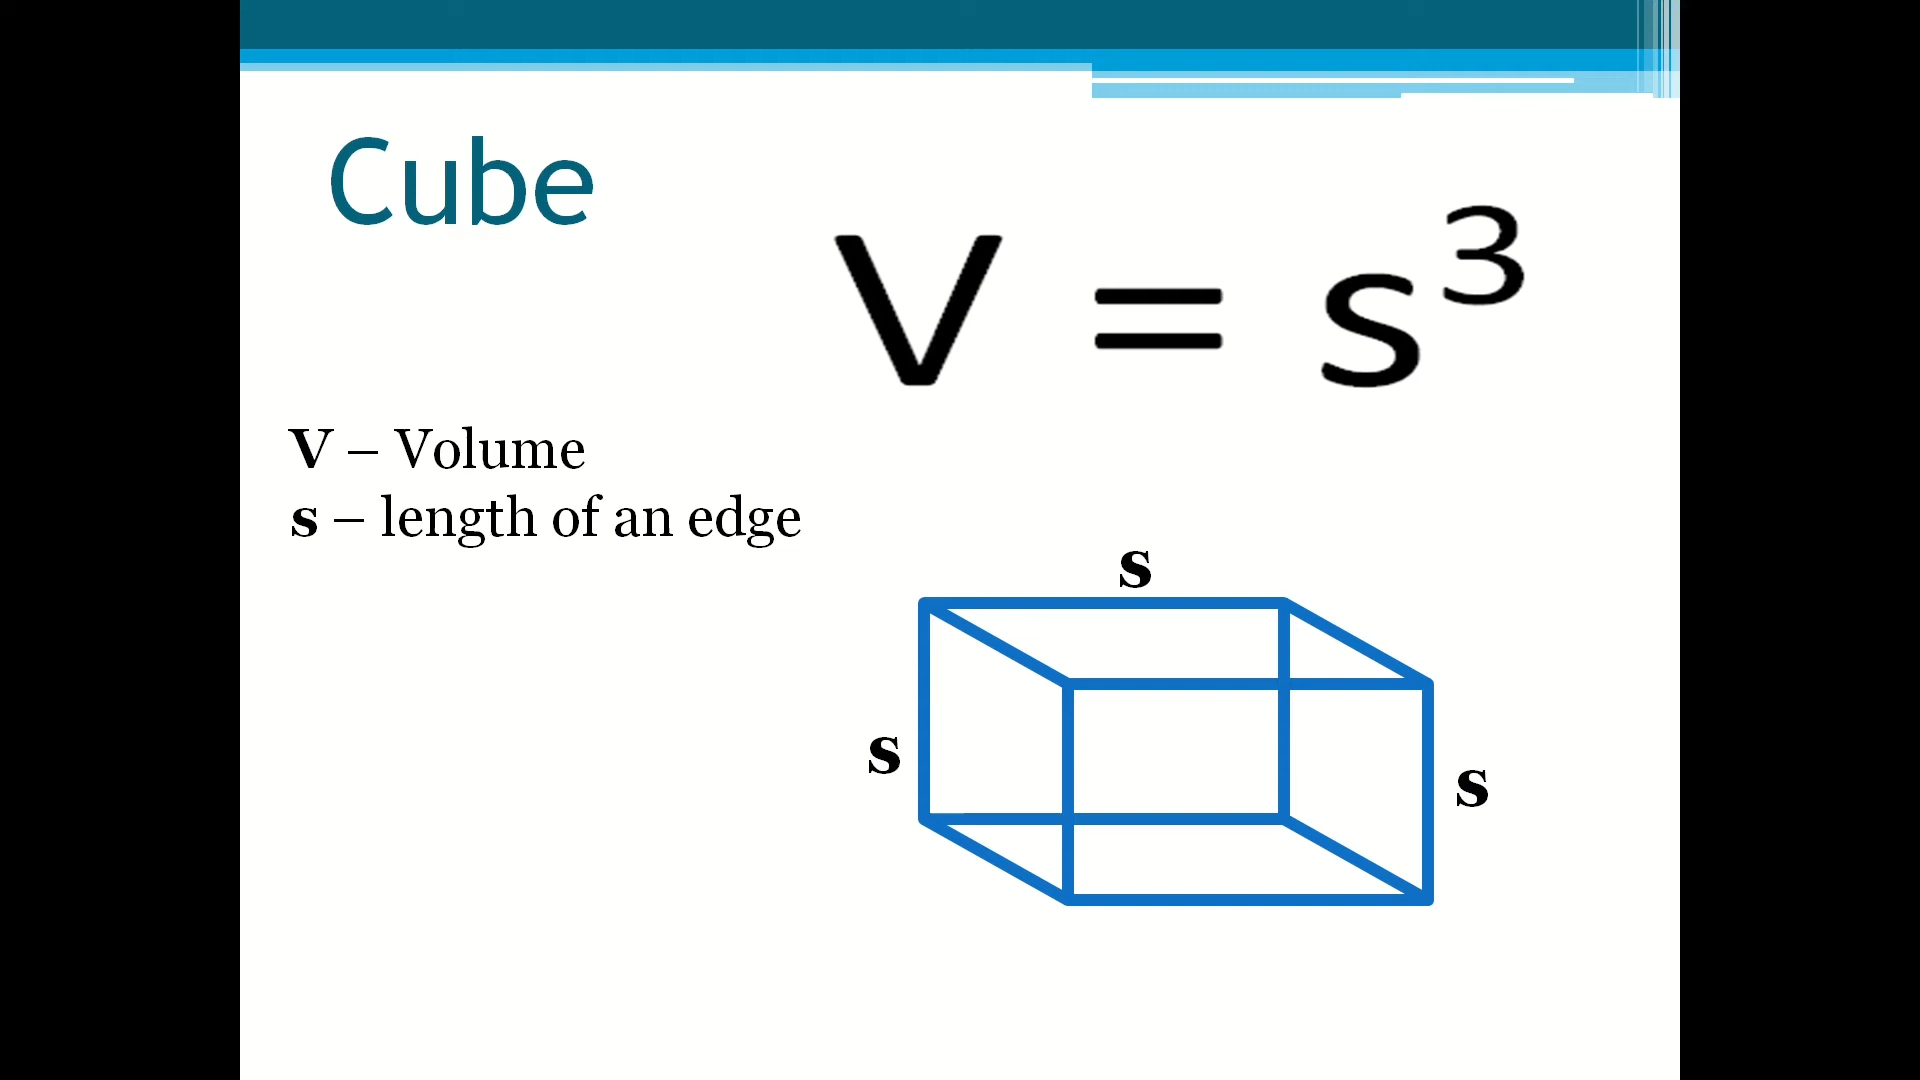 Cube
V = s³
V – Volume
s – length of an edge
s
s
s